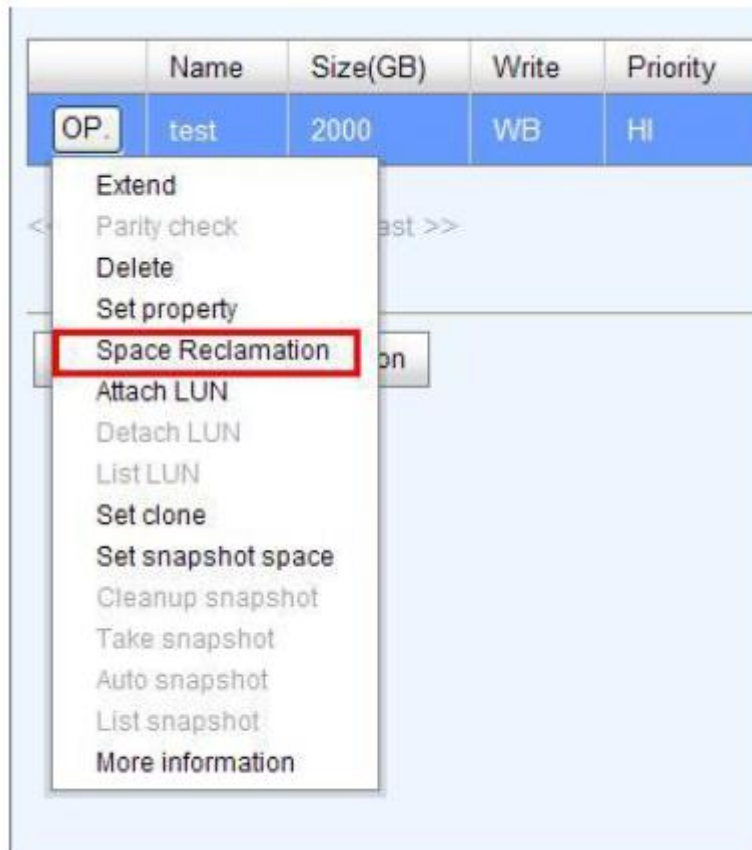 Name Size(GB) Write Priority
OP. test 2000 WB HI
Extend
<< Parity check ast >>
Delete
Set property
Space Reclamation on
Attach LUN
Detach LUN
List LUN
Set clone
Set snapshot space
Cleanup snapshot
Take snapshot
Auto snapshot
List snapshot
More information